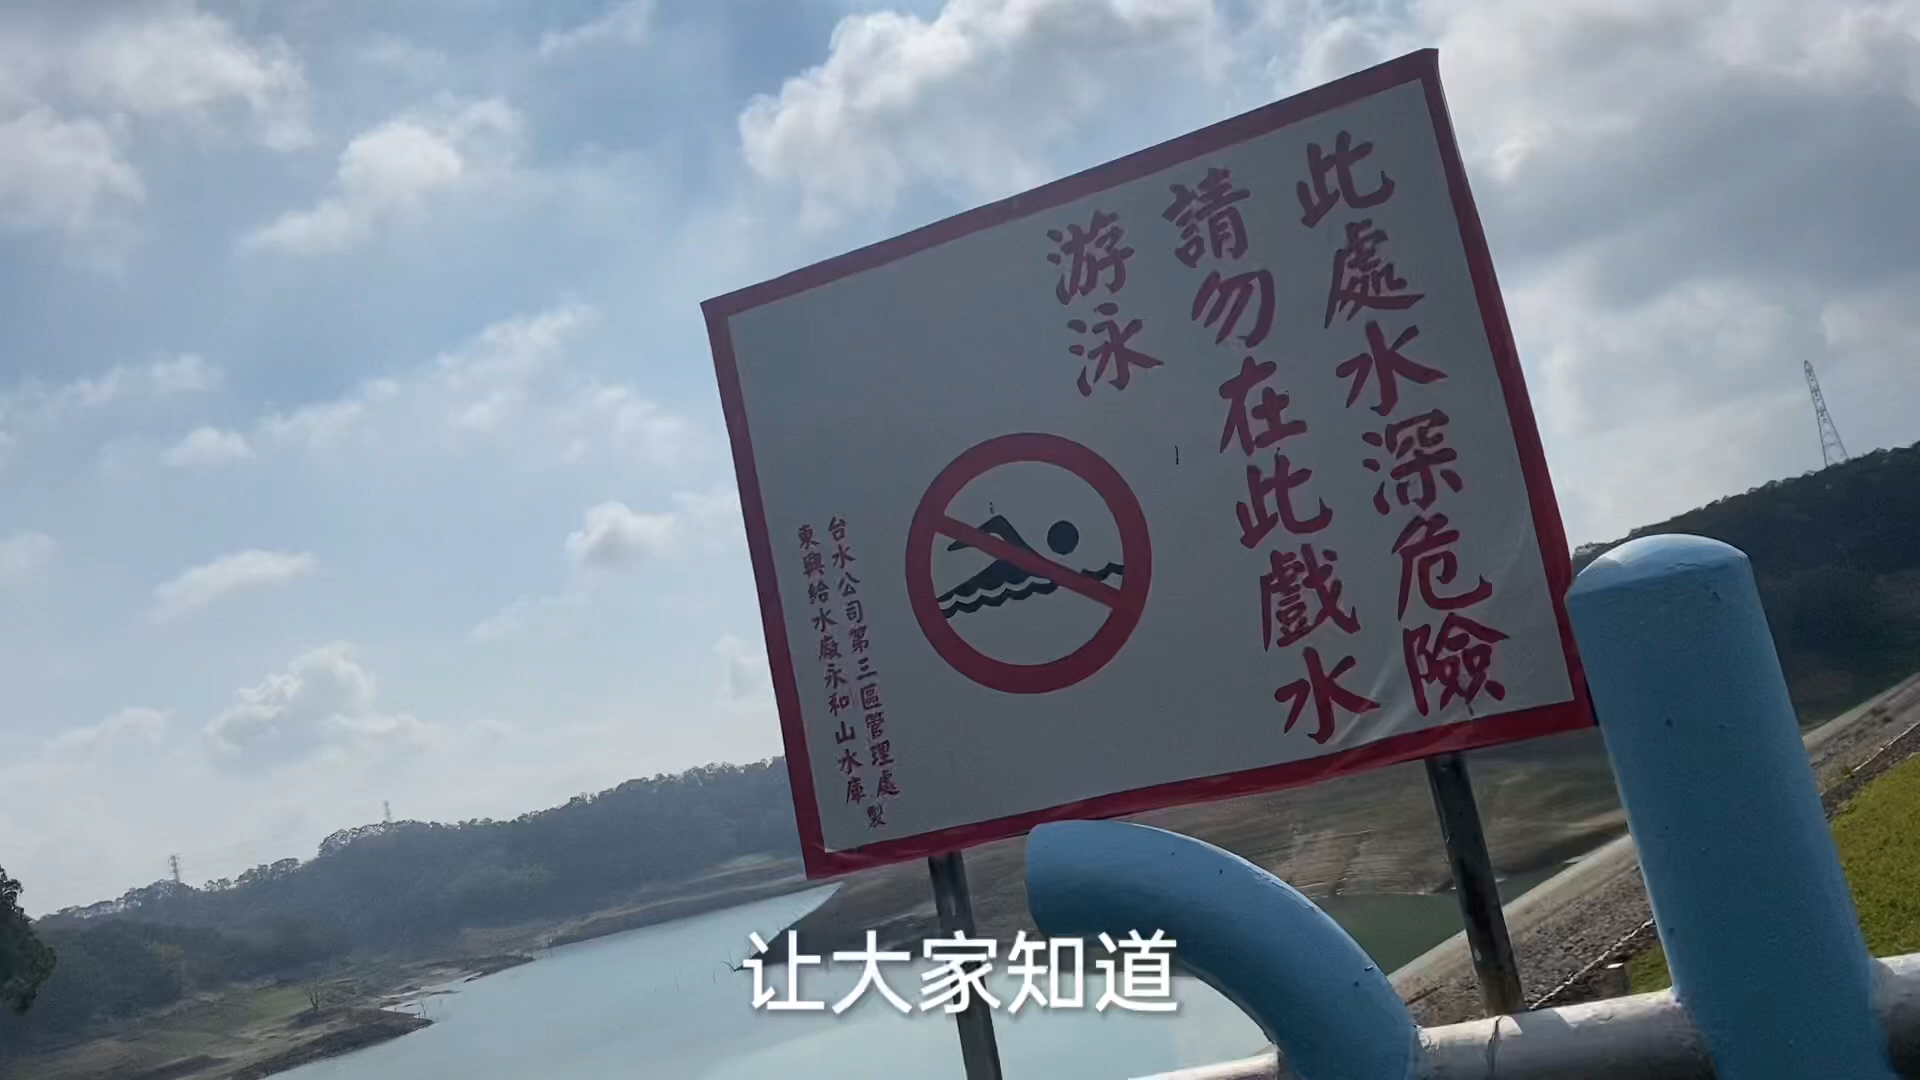 此處水深危險
請勿在此戲水
游泳
台水公司第三區管理處製
東興給水廠永和山水庫
让大家知道